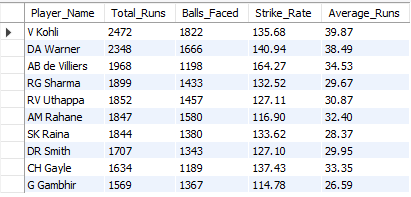 Player_Name Total_Runs Balls_Faced Strike_Rate Average_Runs
V Kohli 2472 1822 135.68 39.87
DA Warner 2348 1666 140.94 38.49
AB de Villiers 1968 1198 164.27 34.53
RG Sharma 1899 1433 132.52 29.67
RV Uthappa 1852 1457 127.11 30.87
AM Rahane 1847 1580 116.90 32.40
SK Raina 1844 1380 133.62 28.37
DR Smith 1707 1343 127.10 29.95
CH Gayle 1634 1189 137.43 33.35
G Gambhir 1569 1367 114.78 26.59